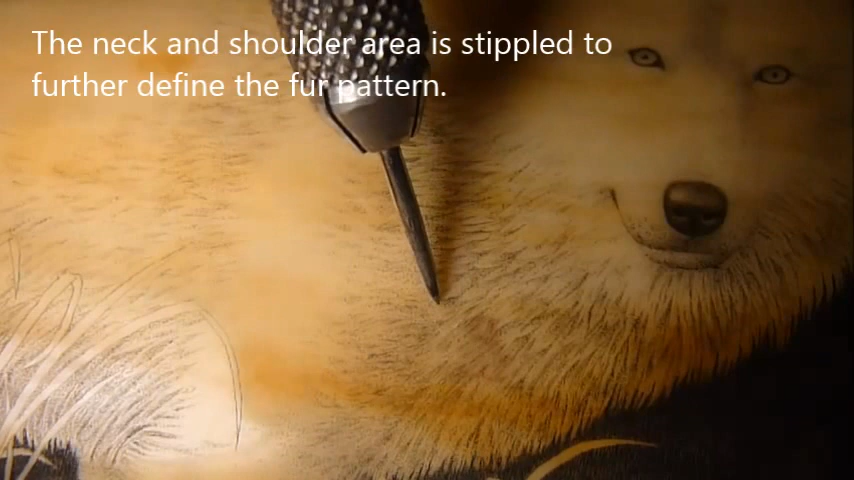 The neck and shoulder area is stippled to
further define the fur pattern.